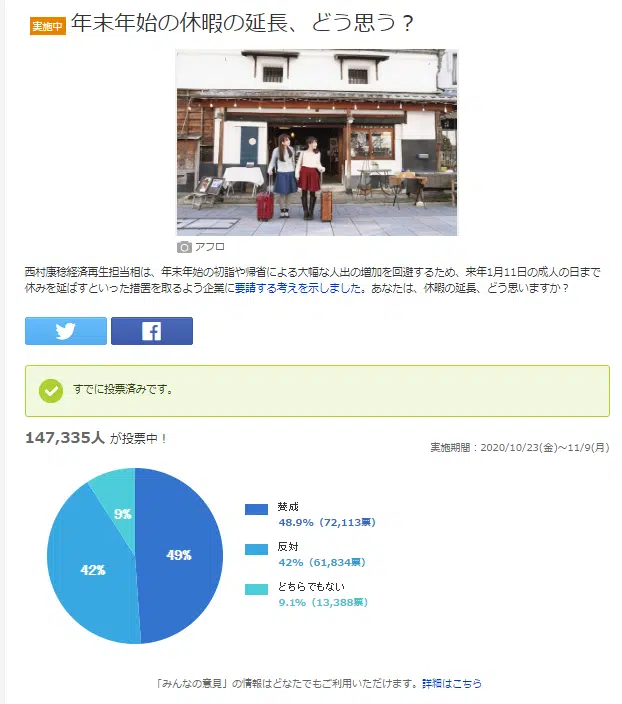 実施中 年末年始の休暇の延長、どう思う？
アフロ
西村康稔経済再生担当相は、年末年始の初詣や帰省による大幅な人出の増加を回避するため、来年1月11日の成人の日まで
休みを延ばすといった措置を取るよう企業に要請する考えを示しました。あなたは、休暇の延長、どう思いますか？
すでに投票済みです。
147,335人 が投票中！
実施期間：2020/10/23(金)～11/9(月)
9%
49%
42%
賛成
48.9%（72,113票）
反対
42%（61,834票）
どちらでもない
9.1%（13,388票）
「みんなの意見」の情報はどなたでもご利用いただけます。詳細はこちら